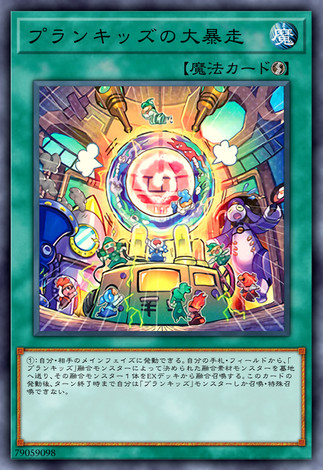 プランキッズの大暴走
魔
【魔法カード】
①:自分・相手のメインフェイズに発動できる。自分の手札・フィールドから、「
プランキッズ」融合モンスターによって決められた融合素材モンスターを墓地
へ送り、その融合モンスター1体をEXデッキから融合召喚する。このカード
の発動後、ターン終了時まで自分は「プランキッズ」モンスターしか召喚・特殊召
喚できない。
79059098